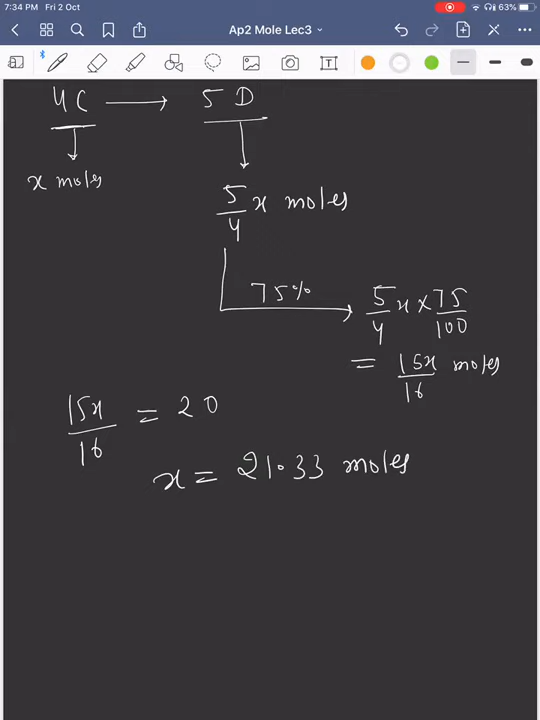 7:34 PM Fri 2 Oct 63%
Ap2 Mole Lec3
T
4C → 5D
x moles
5/4 x moles
75%
5/4 x × 75/100
= 15x/16 moles
15x/16 = 20
x = 21.33 moles